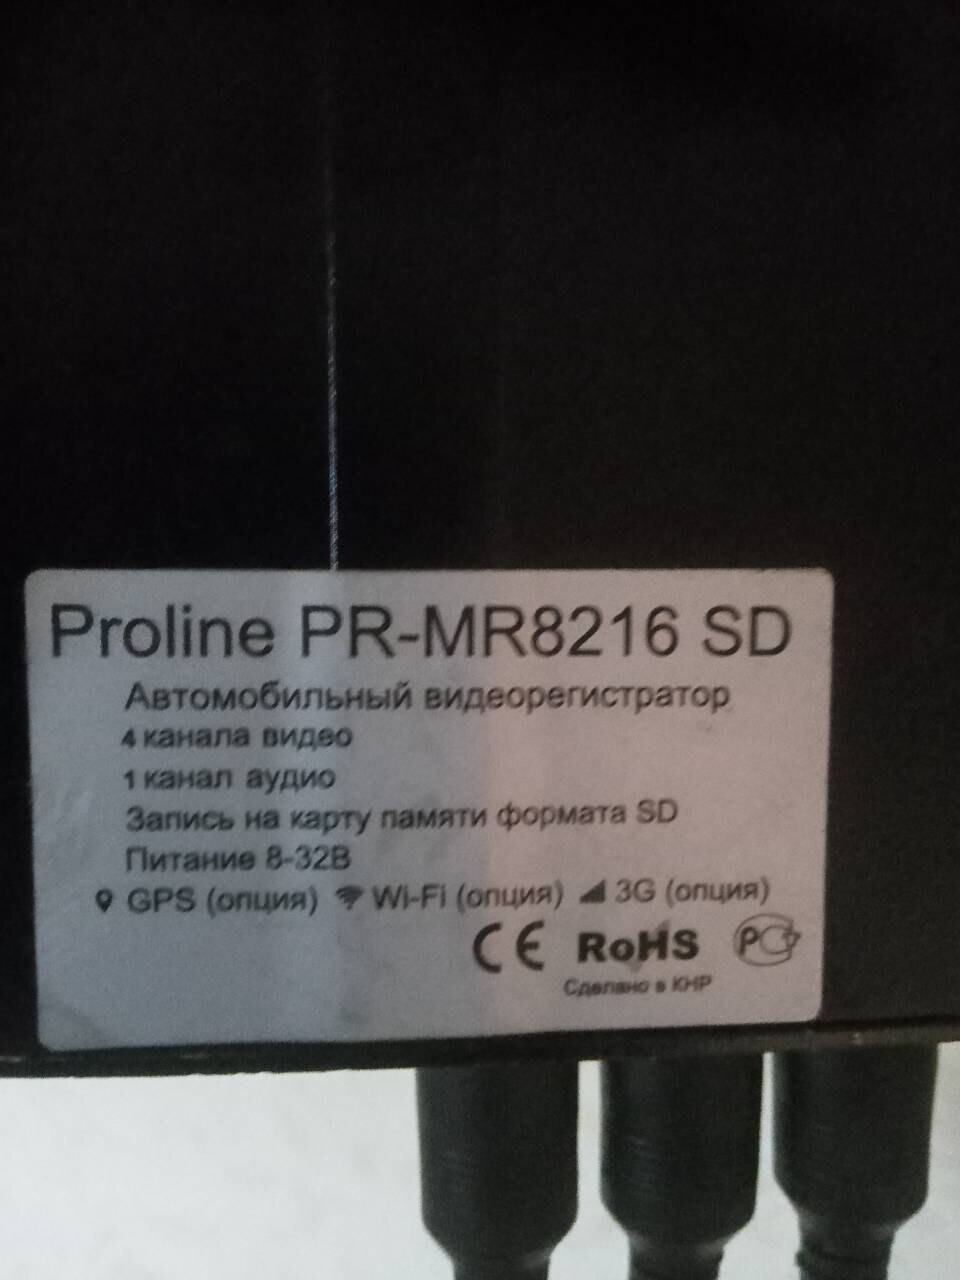 Proline PR-MR8216 SD
Автомобильный видеорегистратор
4 канала видео
1 канал аудио
Запись на карту памяти формата SD
Питание 8-32В
GPS (опция) Wi-Fi (опция) 3G (опция)
CE RoHS РСТ
Сделано в КНР